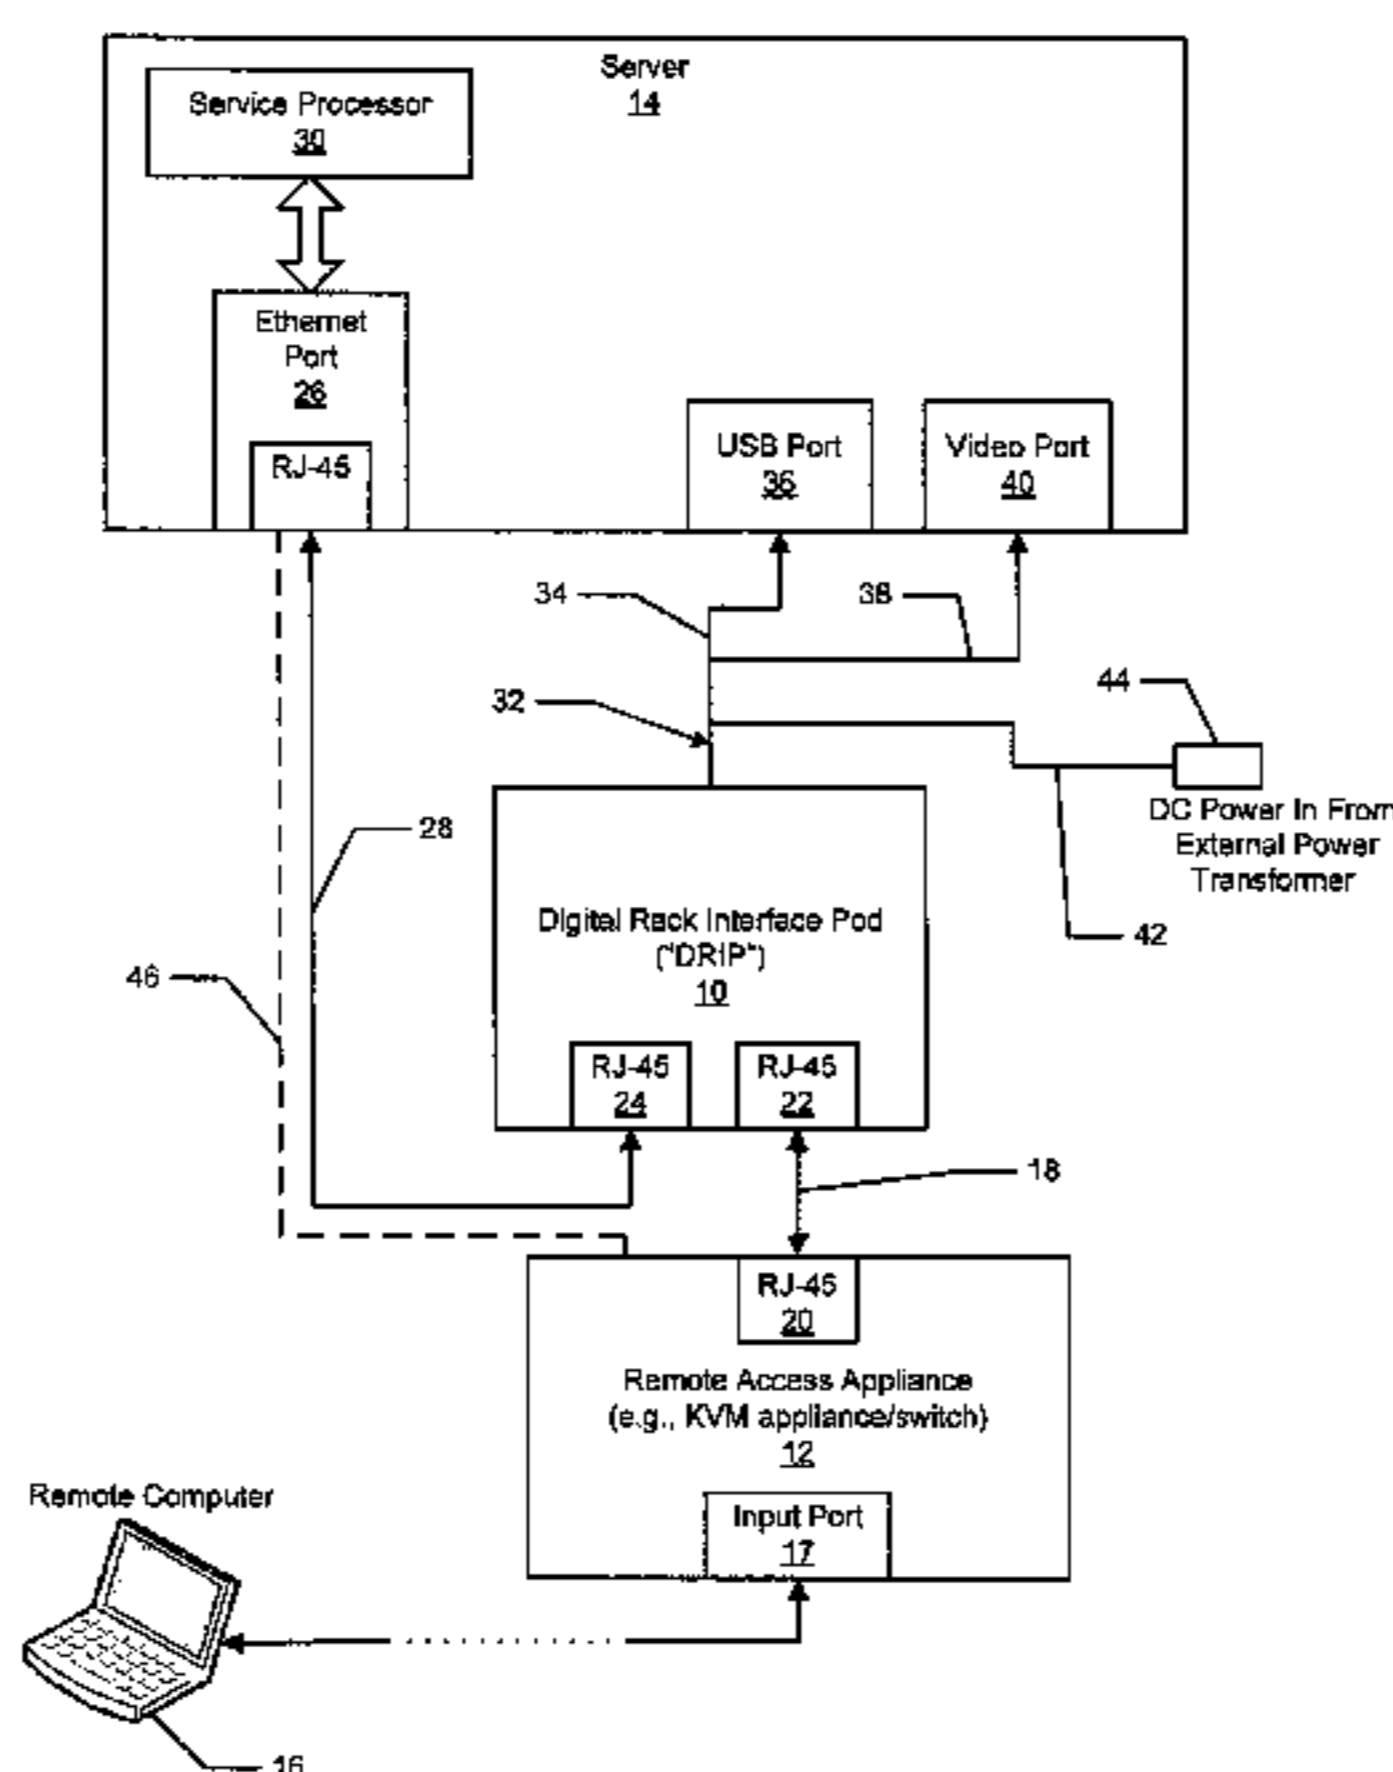 Server
14
Service Processor
30
Ethernet
Port
26
RJ-45
USB Port
36
Video Port
40
34
38
32
44
DC Power In From
External Power
Transformer
28
42
Digital Rack Interface Pod
("DRIP")
10
46
RJ-45
24
RJ-45
22
18
RJ-45
20
Remote Access Appliance
(e.g., KVM appliance/switch)
12
Remote Computer
Input Port
17
16